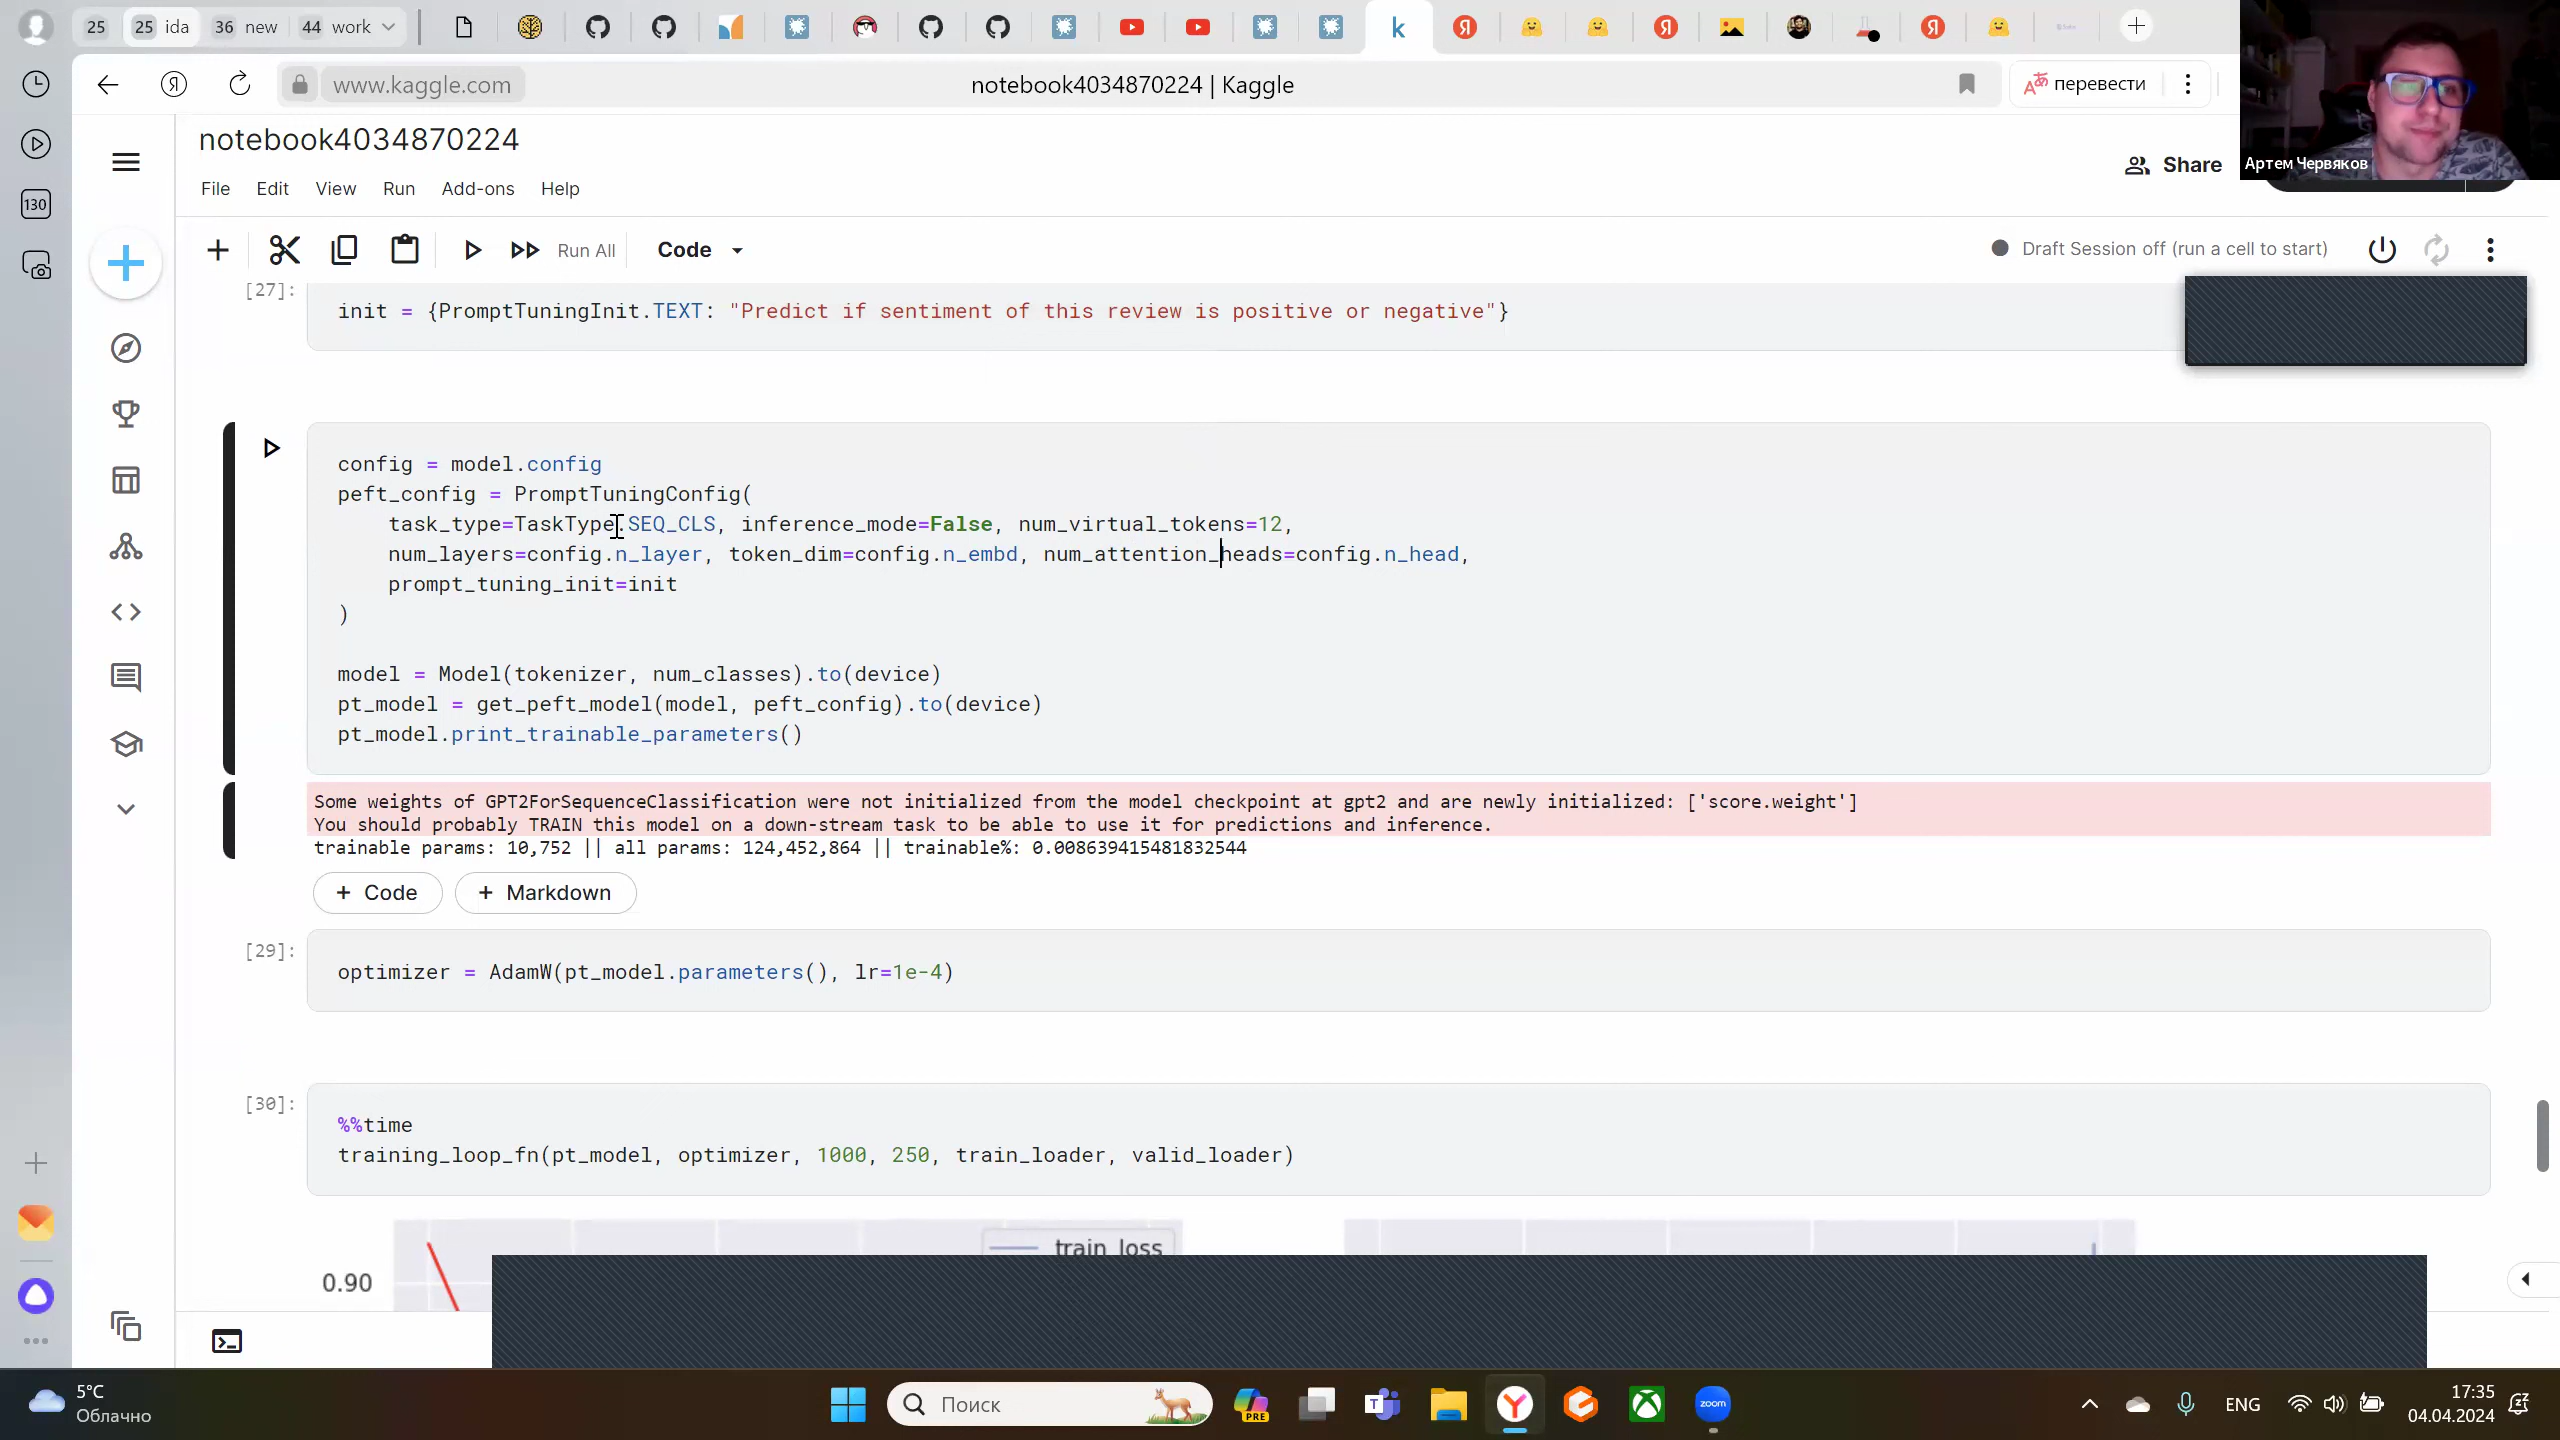 25 25 ida 36 new 44 work
www.kaggle.com notebook4034870224 | Kaggle перевести
130
notebook4034870224
Share
Артем Червяков
File Edit View Run Add-ons Help
Run All Code Draft Session off (run a cell to start)
[27]:
init = {PromptTuningInit.TEXT: "Predict if sentiment of this review is positive or negative"}
config = model.config
peft_config = PromptTuningConfig(
task_type=TaskType.SEQ_CLS, inference_mode=False, num_virtual_tokens=12,
num_layers=config.n_layer, token_dim=config.n_embd, num_attention_heads=config.n_head,
prompt_tuning_init=init
)
model = Model(tokenizer, num_classes).to(device)
pt_model = get_peft_model(model, peft_config).to(device)
pt_model.print_trainable_parameters()
Some weights of GPT2ForSequenceClassification were not initialized from the model checkpoint at gpt2 and are newly initialized: ['score.weight']
You should probably TRAIN this model on a down-stream task to be able to use it for predictions and inference.
trainable params: 10,752 || all params: 124,452,864 || trainable%: 0.008639415481832544
+ Code + Markdown
[29]:
optimizer = AdamW(pt_model.parameters(), lr=1e-4)
[30]:
%%time
training_loop_fn(pt_model, optimizer, 1000, 250, train_loader, valid_loader)
train_loss
0.90
5°C
Облачно
Поиск
PRE
zoom
ENG
17:35
04.04.2024